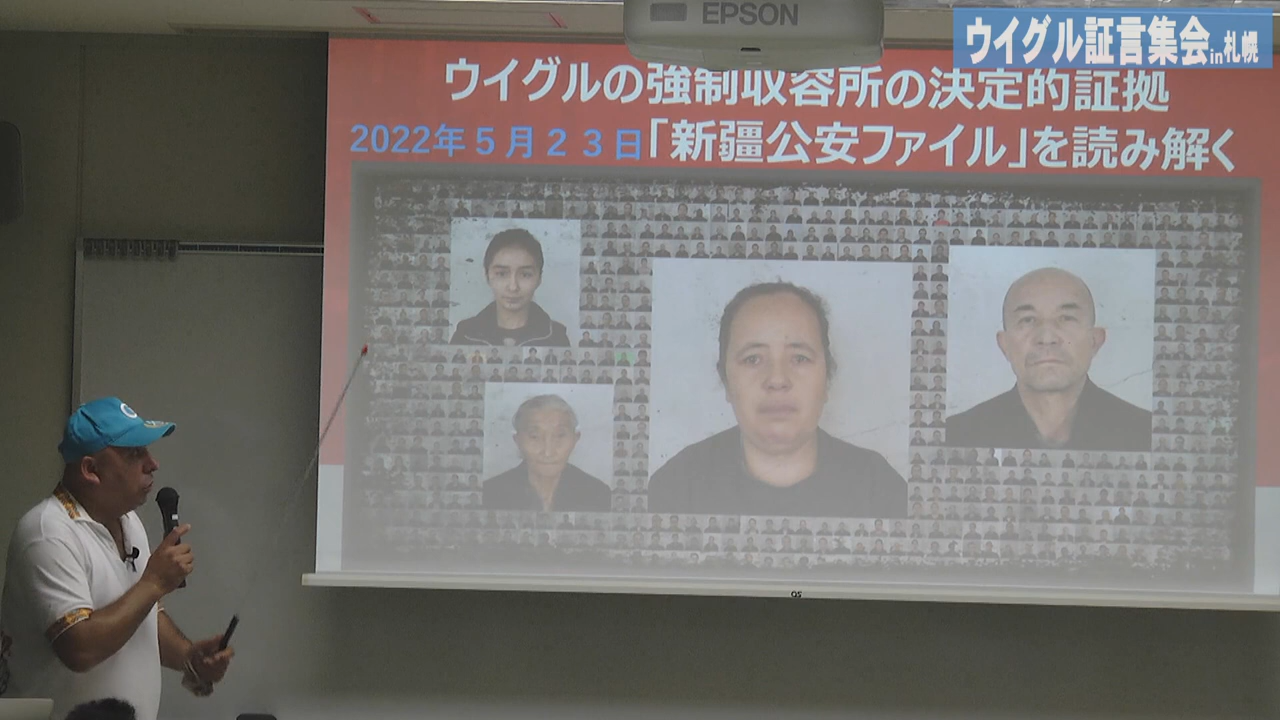 EPSON
ウイグル証言集会in札幌
ウイグルの強制収容所の決定的証拠
2022年５月２３日「新疆公安ファイル」を読み解く
OS